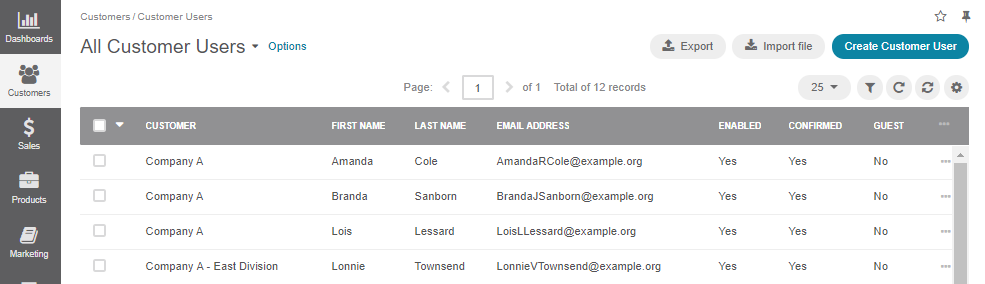 Dashboards
Customers
Sales
Products
Marketing
Customers / Customer Users
All Customer Users Options
Export Import file Create Customer User
Page: 1 of 1 Total of 12 records 25
CUSTOMER FIRST NAME LAST NAME EMAIL ADDRESS ENABLED CONFIRMED GUEST
Company A Amanda Cole AmandaRCole@example.org Yes Yes No
Company A Branda Sanborn BrandaJSanborn@example.org Yes Yes No
Company A Lois Lessard LoisLLessard@example.org Yes Yes No
Company A - East Division Lonnie Townsend LonnieVTownsend@example.org Yes Yes No